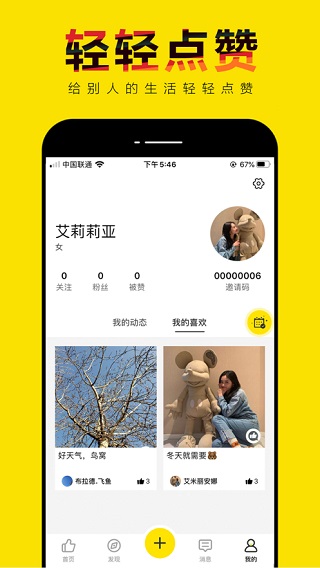 轻轻点赞
给别人的生活轻轻点赞
中国联通 下午5:46 67%
艾莉莉亚
女
0 0 0 00000006
关注 粉丝 被赞 邀请码
我的动态 我的喜欢
好天气，鸟窝
布拉德.飞鱼 3
冬天就需要🐻
艾米丽安娜 3
首页 发现 消息 我的